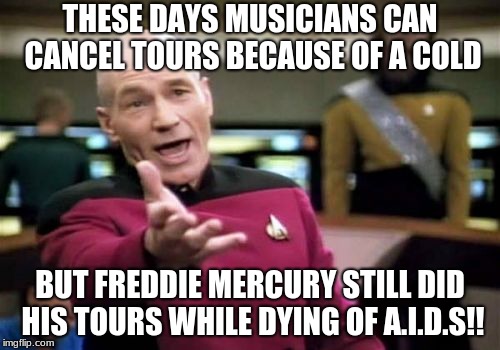 THESE DAYS MUSICIANS CAN
CANCEL TOURS BECAUSE OF A COLD
BUT FREDDIE MERCURY STILL DID
HIS TOURS WHILE DYING OF A.I.D.S!!
imgflip.com